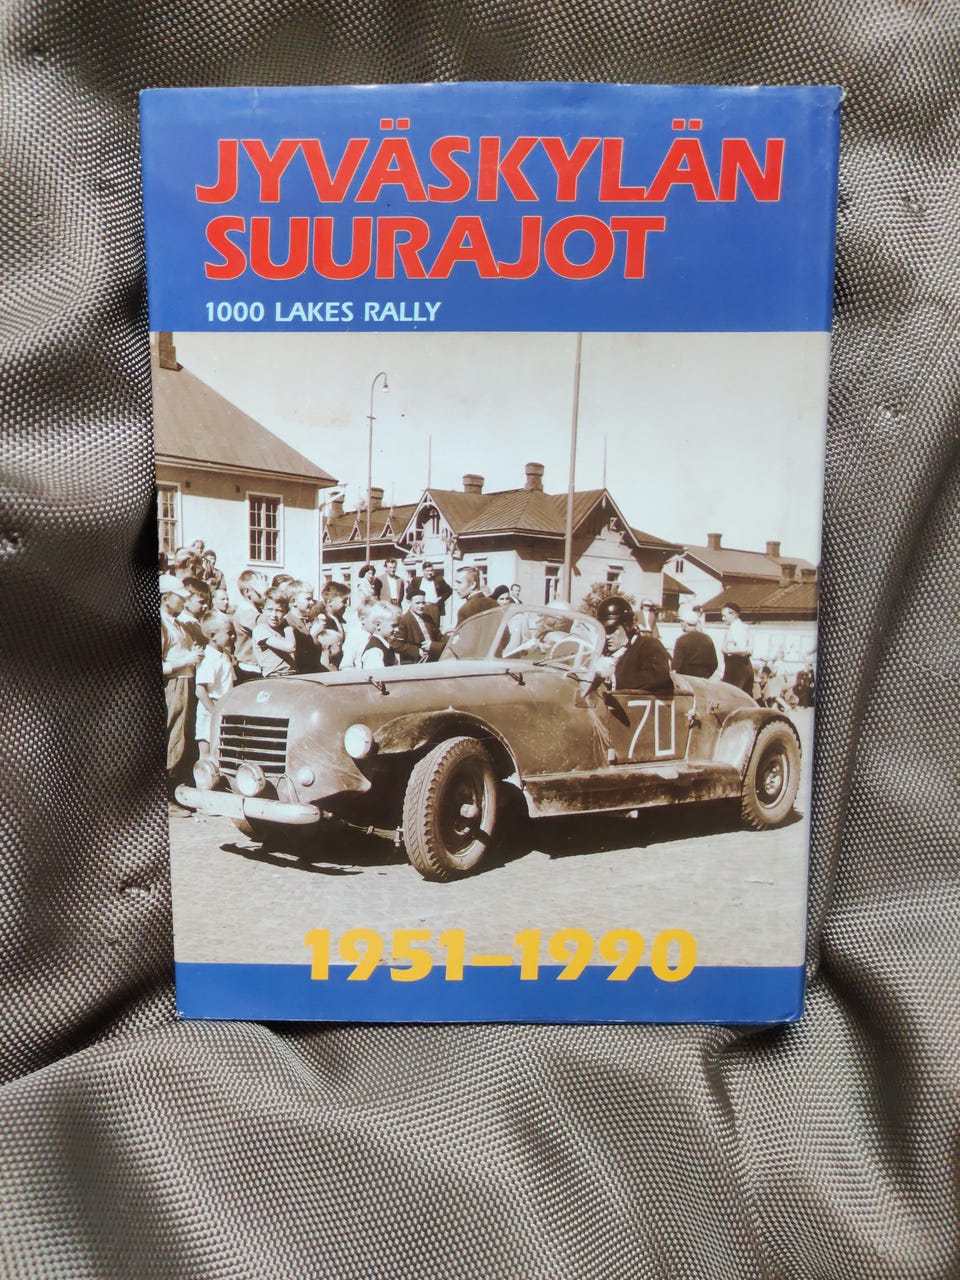 JYVÄSKYLÄN
SUURAJOT
1000 LAKES RALLY
70
1951–1990